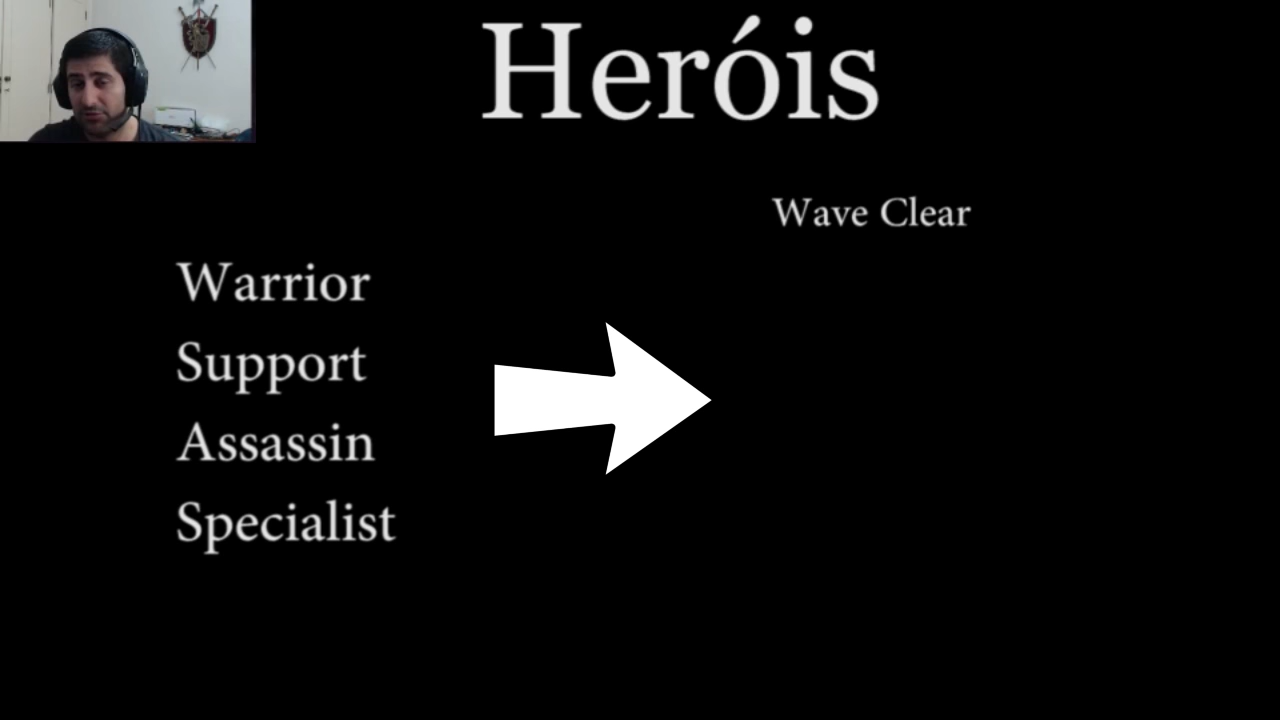 Heróis
Wave Clear
Warrior
Support
Assassin
Specialist